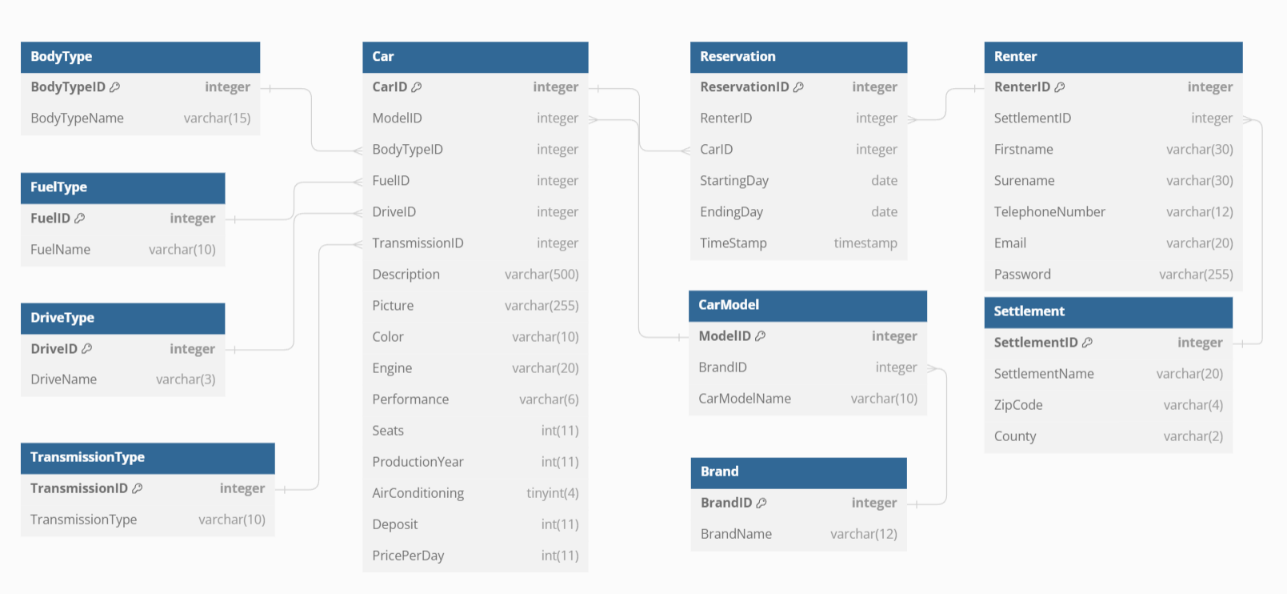 BodyType
BodyTypeID integer
BodyTypeName varchar(15)
FuelType
FuelID integer
FuelName varchar(10)
DriveType
DriveID integer
DriveName varchar(3)
TransmissionType
TransmissionID integer
TransmissionType varchar(10)
Car
CarID integer
ModelID integer
BodyTypeID integer
FuelID integer
DriveID integer
TransmissionID integer
Description varchar(500)
Picture varchar(255)
Color varchar(10)
Engine varchar(20)
Performance varchar(6)
Seats int(11)
ProductionYear int(11)
AirConditioning tinyint(4)
Deposit int(11)
PricePerDay int(11)
Reservation
ReservationID integer
RenterID integer
CarID integer
StartingDay date
EndingDay date
TimeStamp timestamp
CarModel
ModelID integer
BrandID integer
CarModelName varchar(10)
Brand
BrandID integer
BrandName varchar(12)
Renter
RenterID integer
SettlementID integer
Firstname varchar(30)
Surename varchar(30)
TelephoneNumber varchar(12)
Email varchar(20)
Password varchar(255)
Settlement
SettlementID integer
SettlementName varchar(20)
ZipCode varchar(4)
County varchar(2)